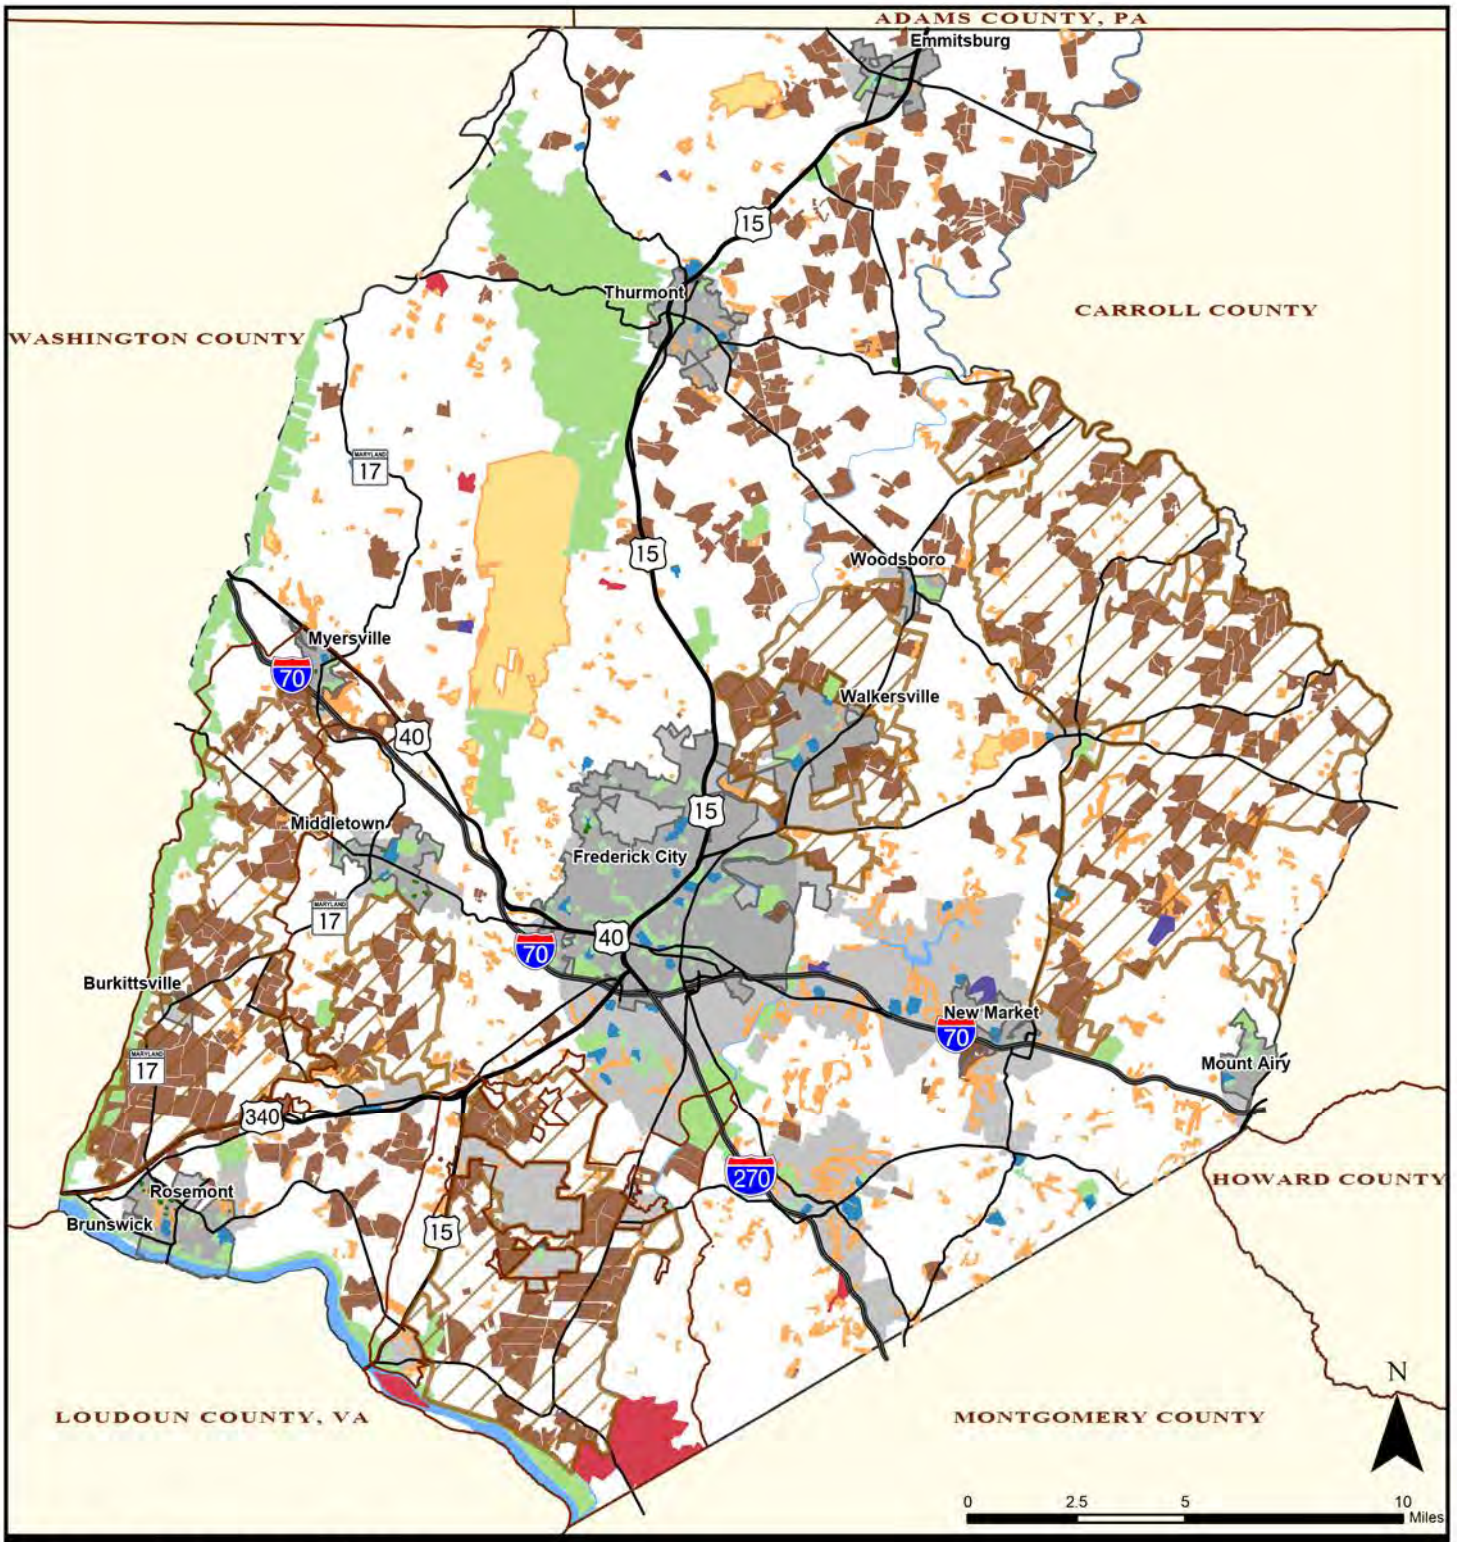 ADAMS COUNTY, PA
Emmitsburg
15
Thurmont
CARROLL COUNTY
WASHINGTON COUNTY
MARYLAND
17
15
Woodsboro
Myersville
70
Walkersville
40
15
Middletown
Frederick City
MARYLAND
17
40
70
Burkittsville
New Market
70
Mount Airy
MARYLAND
17
340
270
HOWARD COUNTY
Rosemont
Brunswick
15
N
LOUDOUN COUNTY, VA
MONTGOMERY COUNTY
0 2.5 5 10
Miles